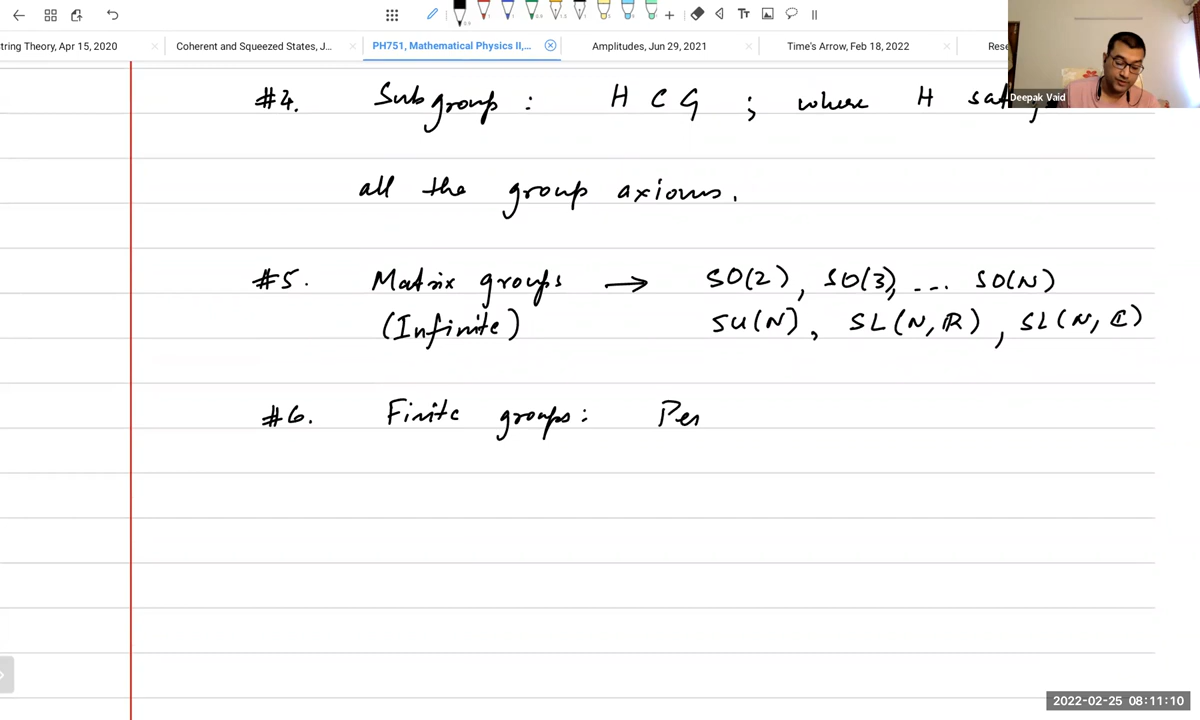 tring Theory, Apr 15, 2020 Coherent and Squeezed States, J... PH751, Mathematical Physics II,... Amplitudes, Jun 29, 2021 Time's Arrow, Feb 18, 2022 Rese
Deepak Vaid
#4. Subgroup : H ⊂ G ; where H sat
all the group axioms.
#5. Matrix groups → SO(2), SO(3), ... SO(N)
(Infinite) SU(N), SL(N, ℝ), SL(N, ℂ)
#6. Finite groups: Per
2022-02-25 08:11:10